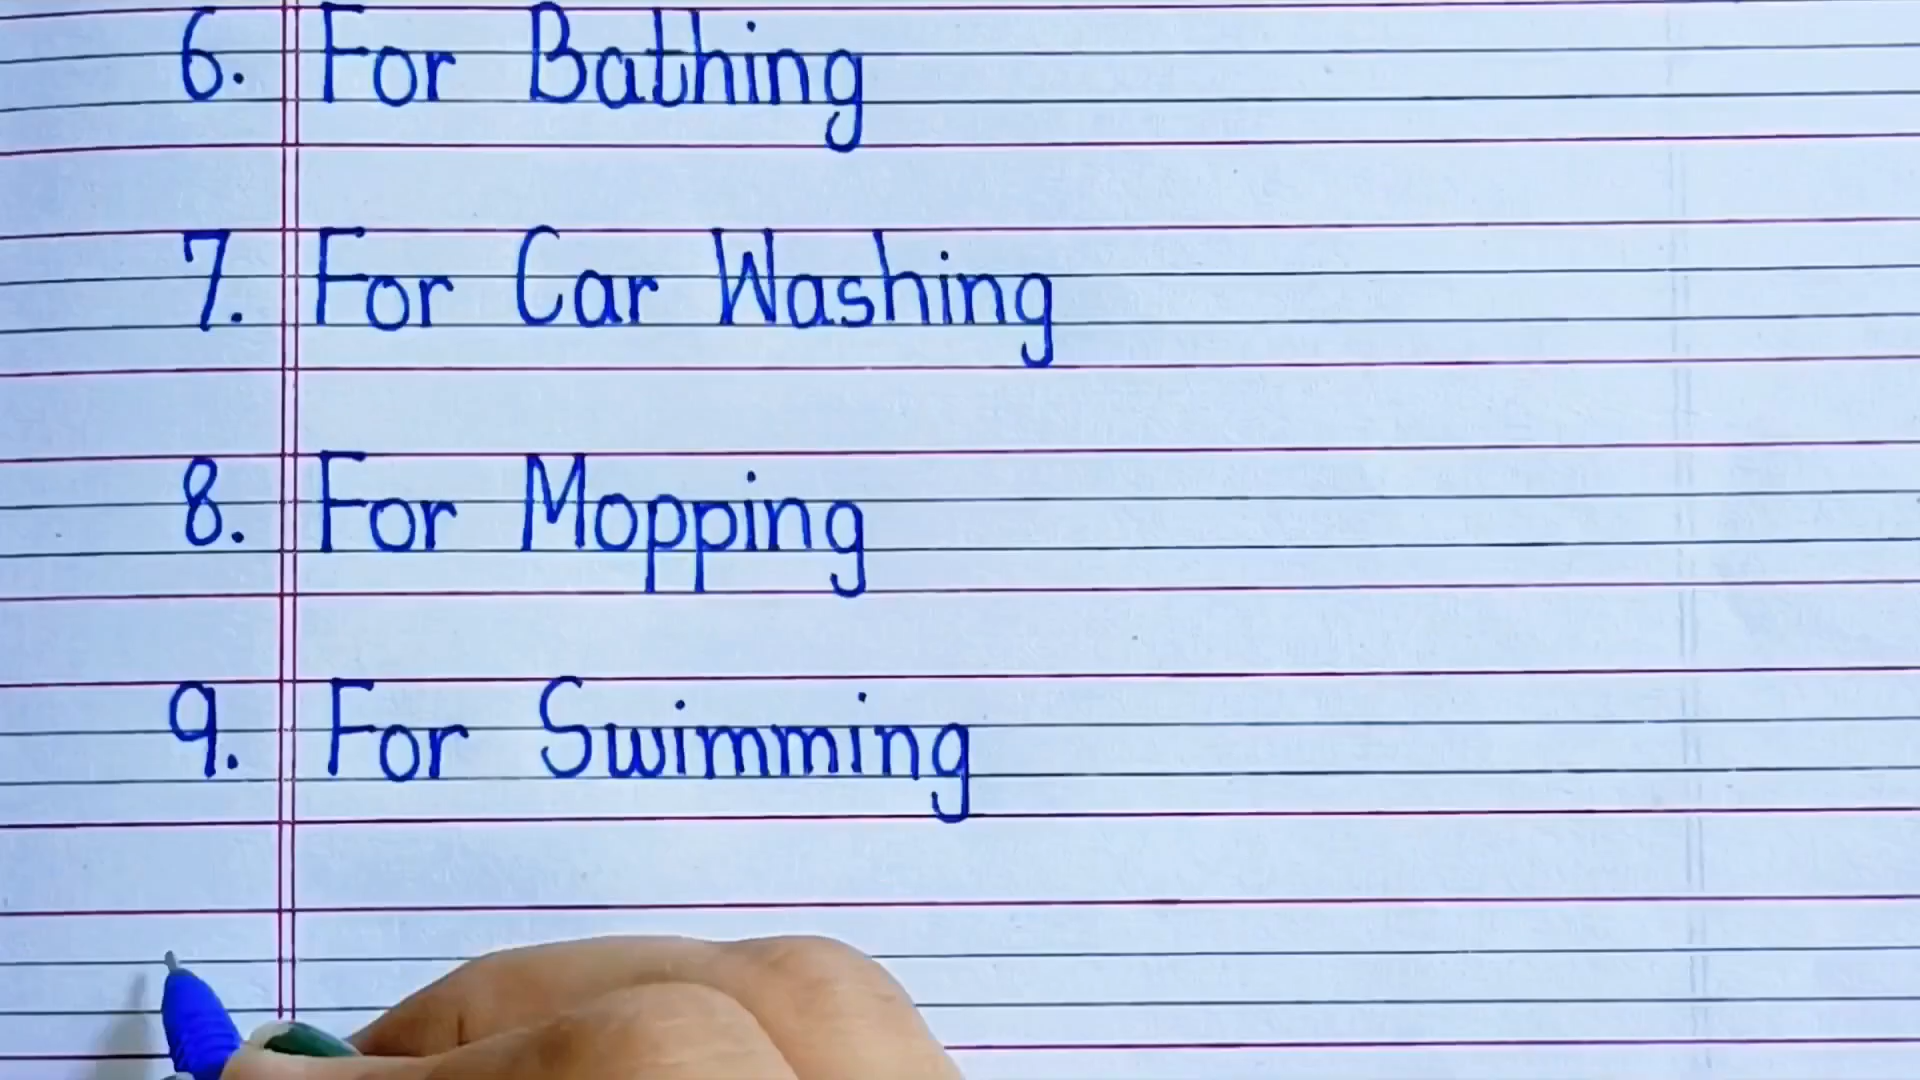 6. For Bathing
7. For Car Washing
8. For Mopping
9. For Swimming